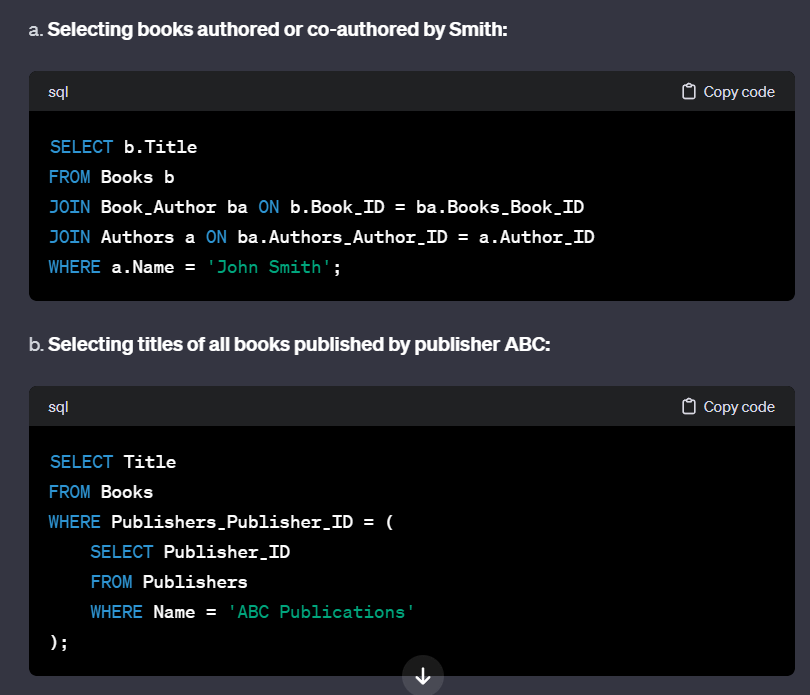 a. Selecting books authored or co-authored by Smith:
sql
Copy code
SELECT b.Title
FROM Books b
JOIN Book_Author ba ON b.Book_ID = ba.Books_Book_ID
JOIN Authors a ON ba.Authors_Author_ID = a.Author_ID
WHERE a.Name = 'John Smith';
b. Selecting titles of all books published by publisher ABC:
sql
Copy code
SELECT Title
FROM Books
WHERE Publishers_Publisher_ID = (
    SELECT Publisher_ID
    FROM Publishers
    WHERE Name = 'ABC Publications'
);